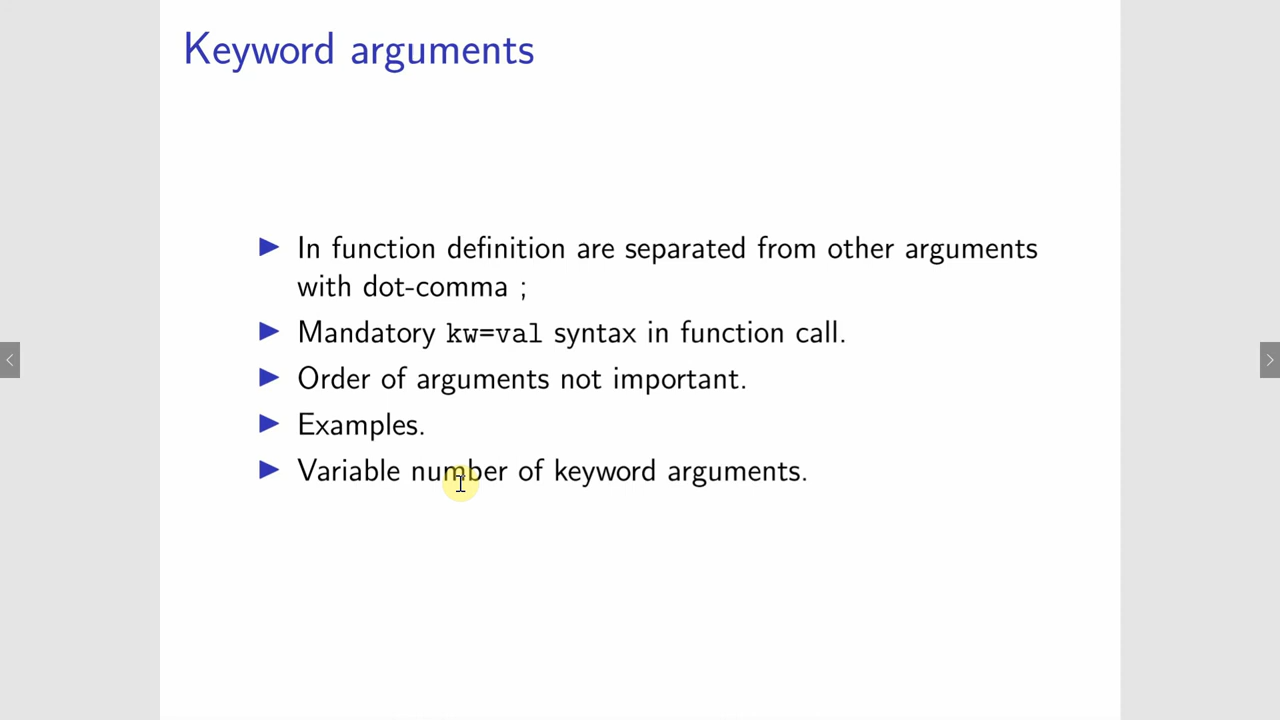 Keyword arguments
In function definition are separated from other arguments
with dot-comma ;
Mandatory kw=val syntax in function call.
Order of arguments not important.
Examples.
Variable number of keyword arguments.